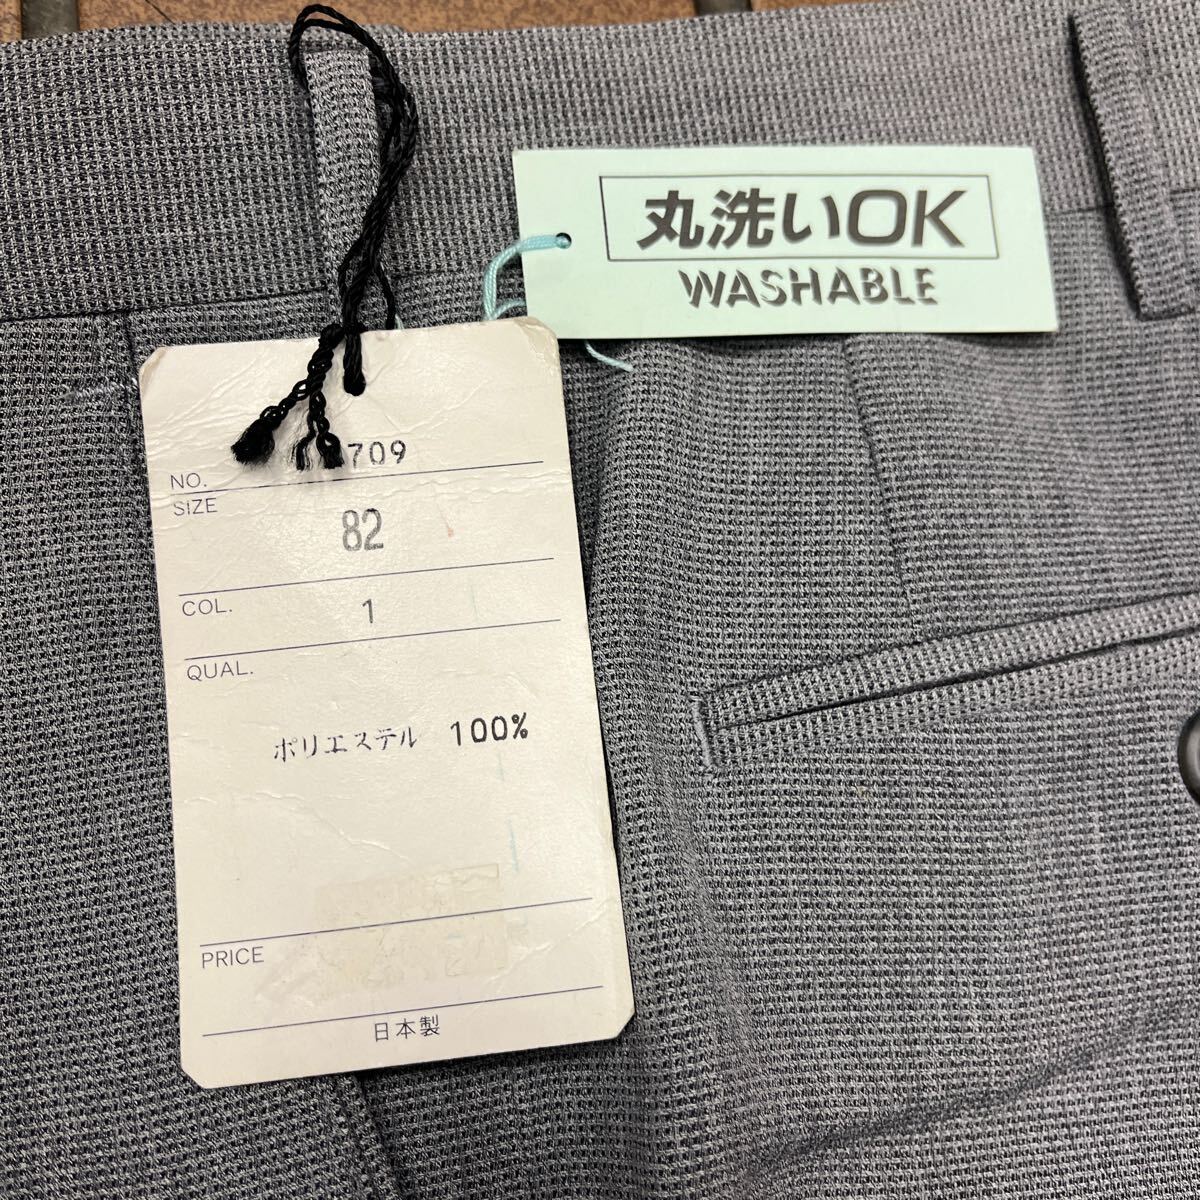 丸洗いOK
WASHABLE
NO. 709
SIZE 82
COL. 1
QUAL.
ポリエステル 100%
PRICE
日本製